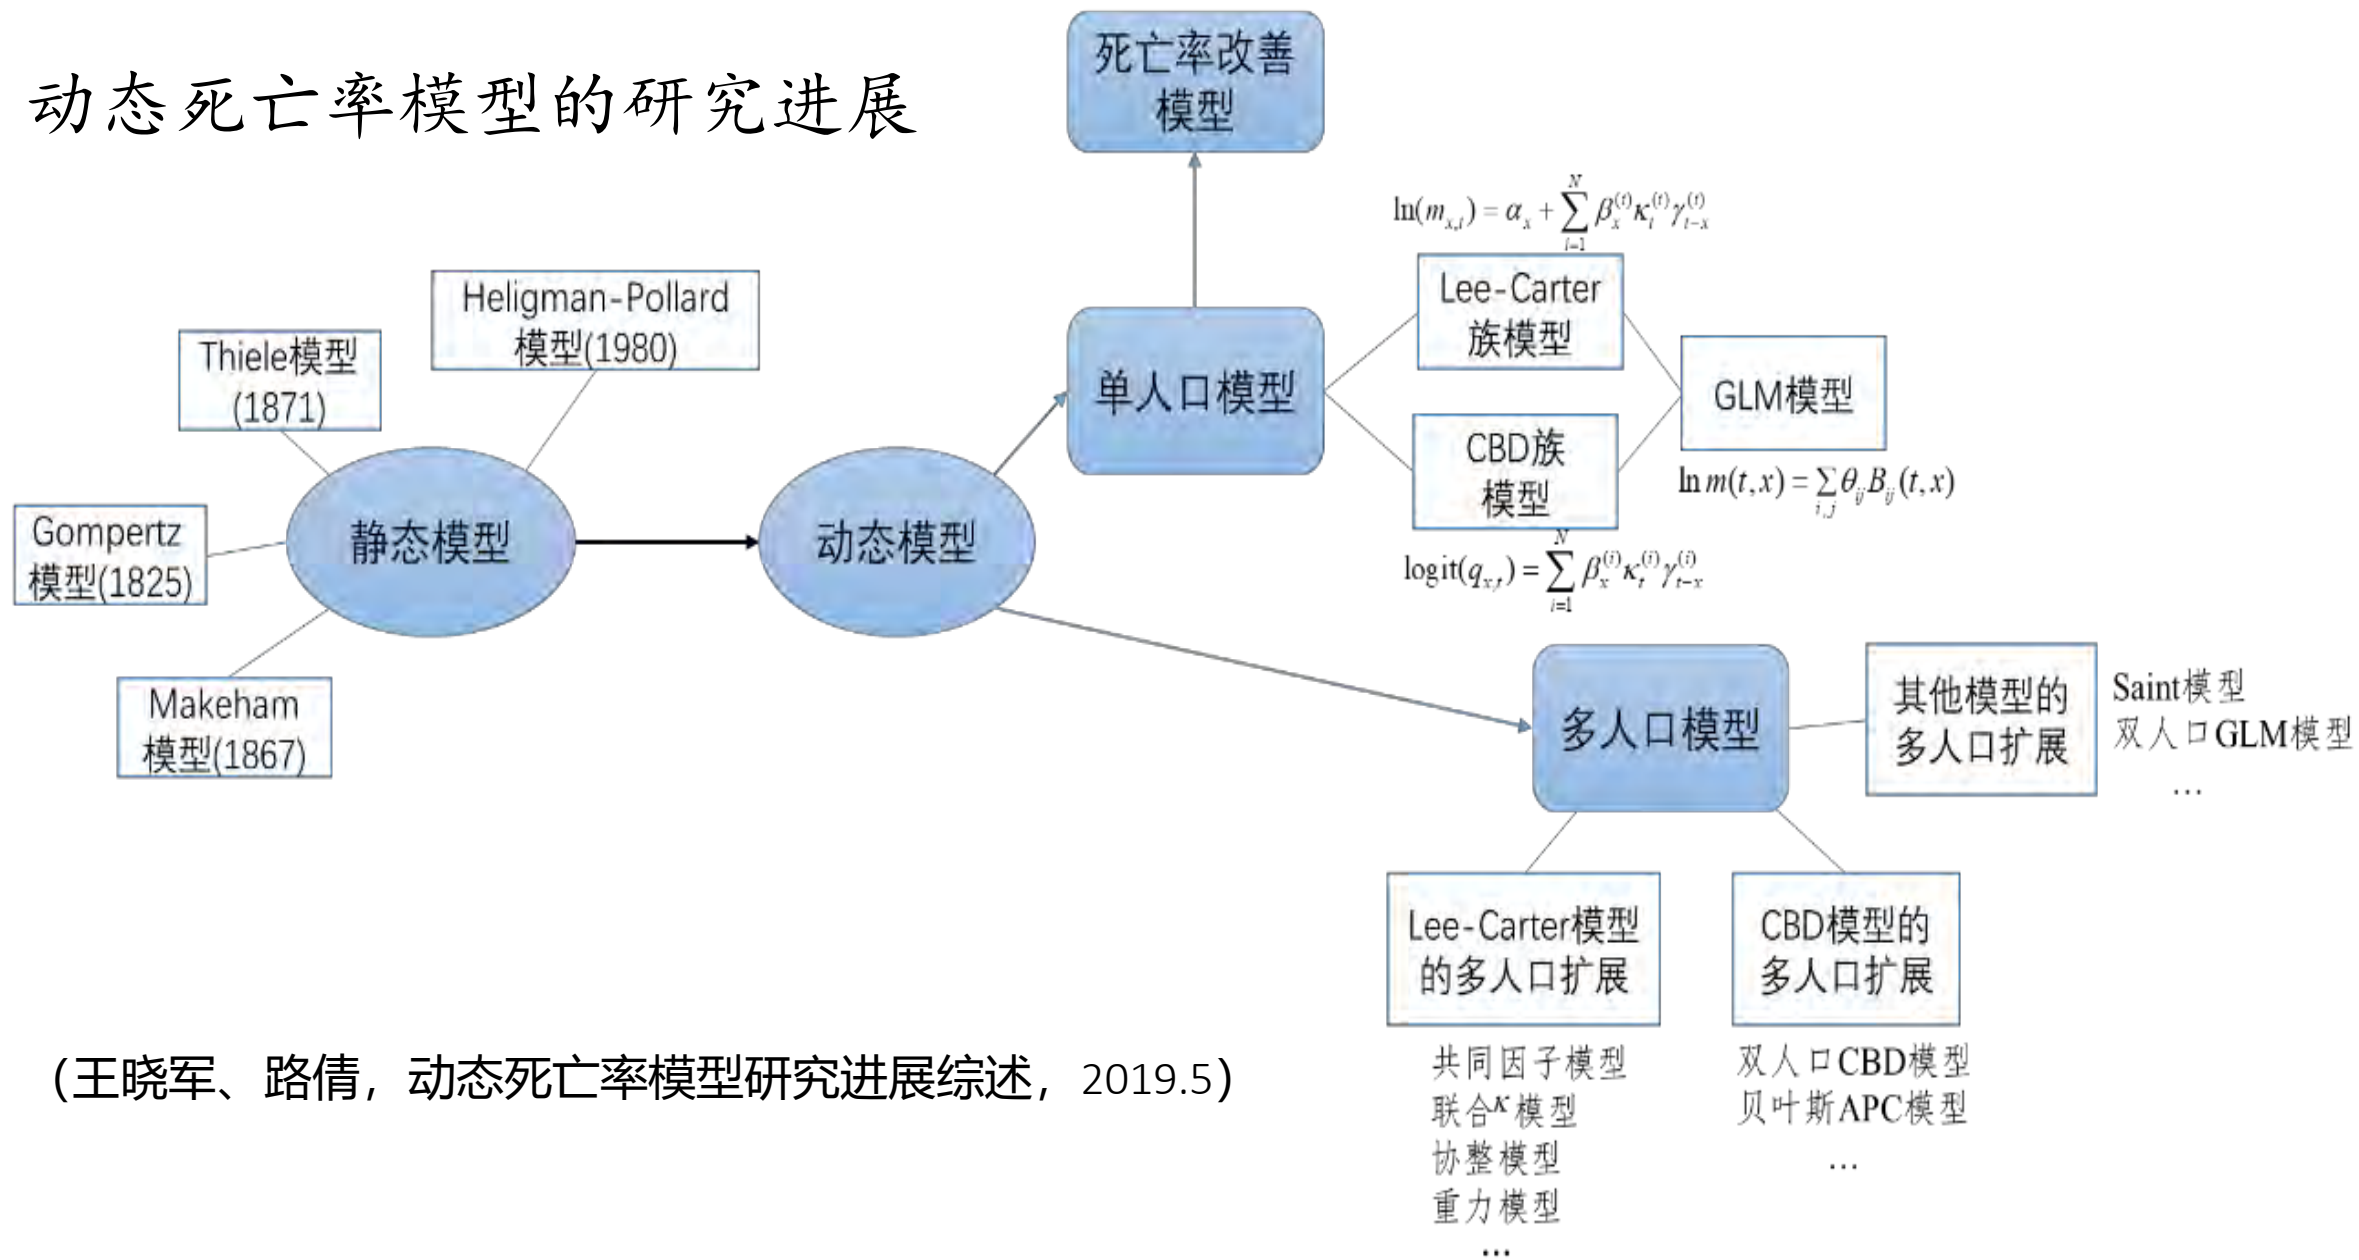 动态死亡率模型的研究进展
死亡率改善
模型
ln(m_{x,t}) = α_x + ∑_{i=1}^{N} β_x^{(t)} κ_t^{(t)} γ_{t-x}^{(t)}
Heligman-Pollard
模型(1980)
Thiele模型
(1871)
Lee-Carter
族模型
单人口模型
GLM模型
CBD族
模型
ln m(t,x) = ∑_{i,j} θ_{ij} B_{ij}(t,x)
Gompertz
模型(1825)
静态模型
动态模型
logit(q_{x,t}) = ∑_{i=1}^{N} β_x^{(i)} κ_t^{(i)} γ_{t-x}^{(i)}
Makeham
模型(1867)
多人口模型
其他模型的
多人口扩展
Saint模型
双人口GLM模型
...
Lee-Carter模型
的多人口扩展
CBD模型的
多人口扩展
共同因子模型
联合κ模型
协整模型
重力模型
...
双人口CBD模型
贝叶斯APC模型
...
(王晓军、路倩，动态死亡率模型研究进展综述，2019.5)